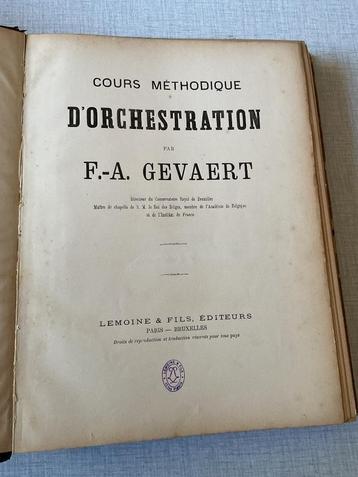 COURS MÉTHODIQUE
D'ORCHESTRATION
PAR
F.-A. GEVAERT
Directeur du Conservatoire Royal de Bruxelles
Maître de chapelle de S. M. le Roi des Belges, membre de l'Académie de Belgique
et de l'Institut de France
LEMOINE & FILS, ÉDITEURS
PARIS — BRUXELLES
Droits de reproduction et traduction réservés pour tous pays
LEMOINE & FILS